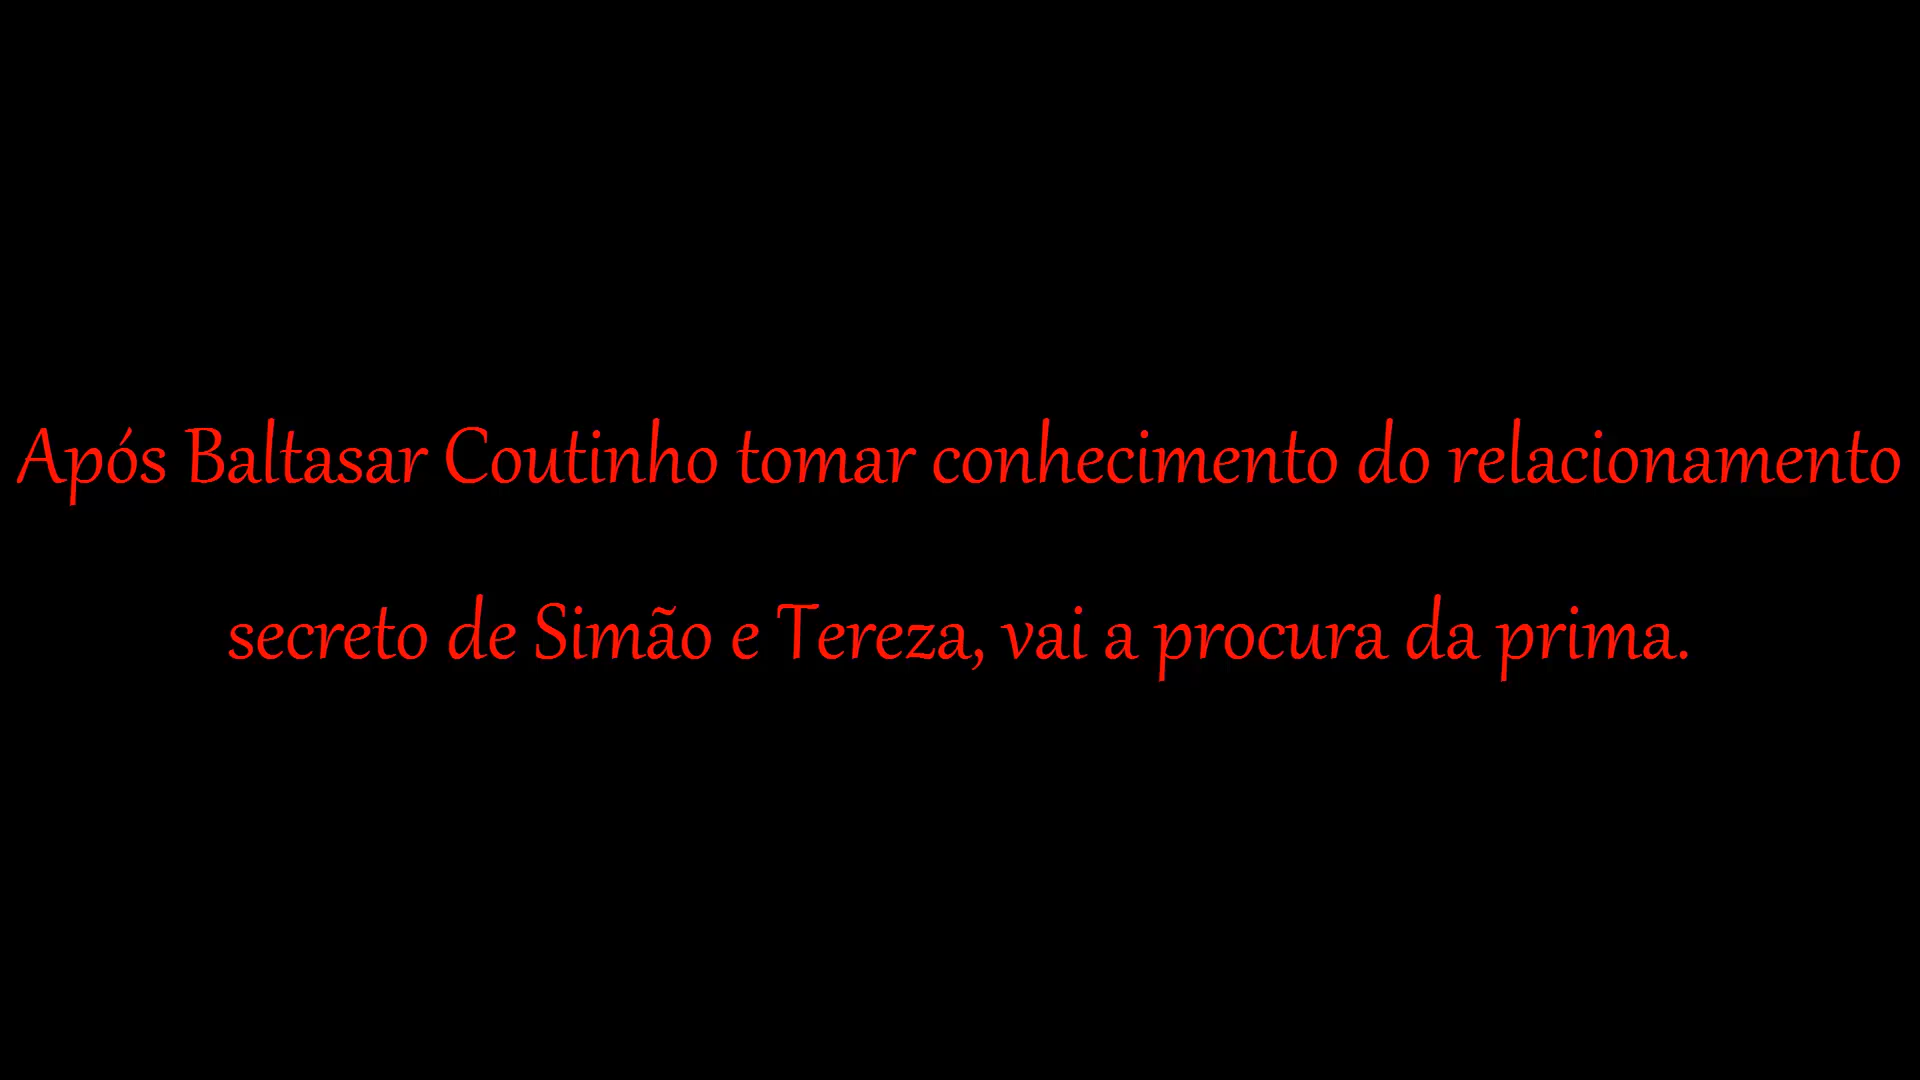 Após Baltasar Coutinho tomar conhecimento do relacionamento
secreto de Simão e Tereza, vai a procura da prima.